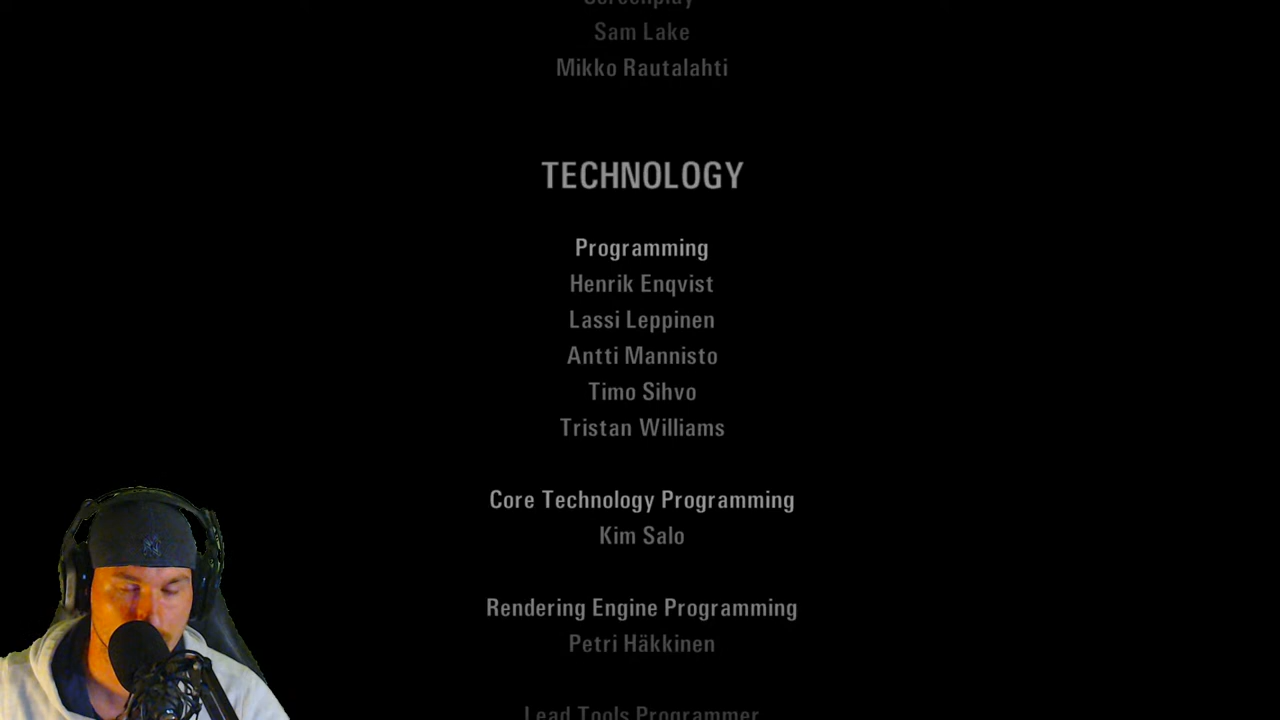 Screenplay
Sam Lake
Mikko Rautalahti
TECHNOLOGY
Programming
Henrik Enqvist
Lassi Leppinen
Antti Mannisto
Timo Sihvo
Tristan Williams
Core Technology Programming
Kim Salo
Rendering Engine Programming
Petri Häkkinen
Lead Tools Programmer